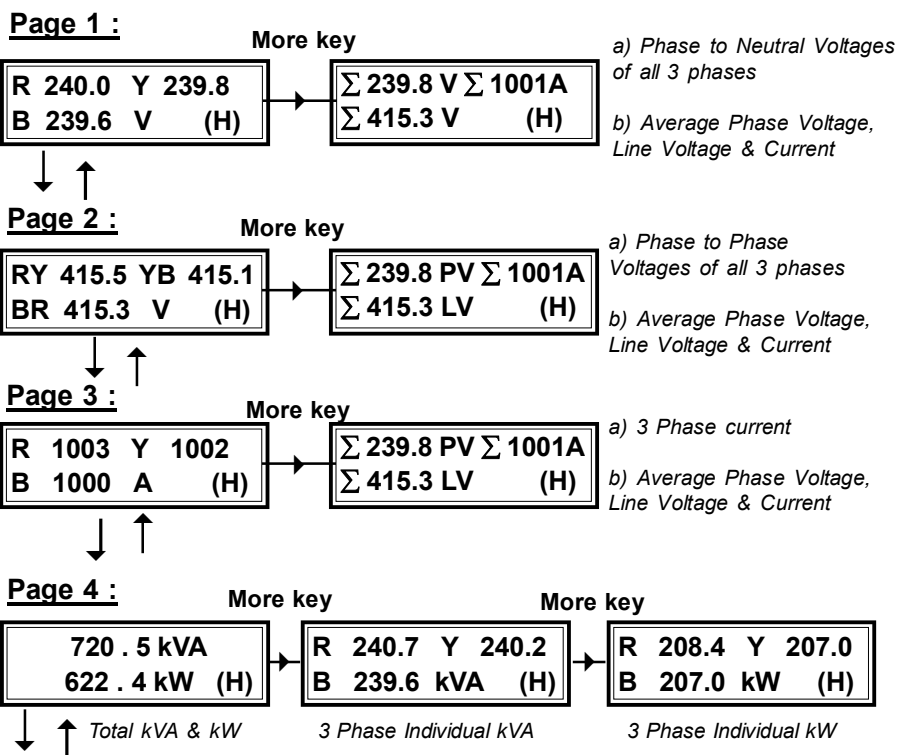 Page 1 :
More key
R 240.0 Y 239.8
B 239.6 V (H)
∑ 239.8 V ∑ 1001A
∑ 415.3 V (H)
a) Phase to Neutral Voltages
of all 3 phases
b) Average Phase Voltage,
Line Voltage & Current
Page 2 :
More key
RY 415.5 YB 415.1
BR 415.3 V (H)
∑ 239.8 PV ∑ 1001A
∑ 415.3 LV (H)
a) Phase to Phase
Voltages of all 3 phases
b) Average Phase Voltage,
Line Voltage & Current
Page 3 :
More key
R 1003 Y 1002
B 1000 A (H)
∑ 239.8 PV ∑ 1001A
∑ 415.3 LV (H)
a) 3 Phase current
b) Average Phase Voltage,
Line Voltage & Current
Page 4 :
More key
More key
720 . 5 kVA
622 . 4 kW (H)
R 240.7 Y 240.2
B 239.6 kVA (H)
R 208.4 Y 207.0
B 207.0 kW (H)
Total kVA & kW
3 Phase Individual kVA
3 Phase Individual kW